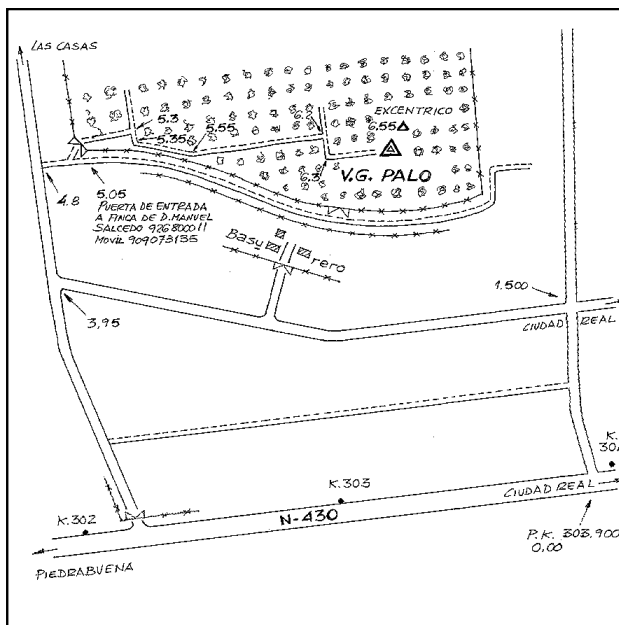 LAS CASAS
5.3
5.35
5.55
EXCENTRICO
6,55
6.3
V.G. PALO
4.8
5.05
PUERTA DE ENTRADA
A FINCA DE D. MANUEL
SALCEDO 926800011
MOVIL 909073135
Basu rero
1.500
3,95
CIUDAD REAL
K.302
K.303
N-430
CIUDAD REAL
P.K. 303.900
0.00
PIEDRABUENA